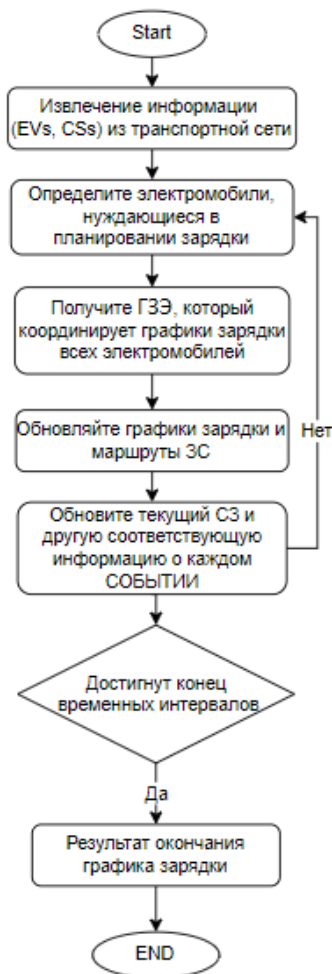 Start
Извлечение информации
(EVs, CSs) из транспортной сети
Определите электромобили,
нуждающиеся в
планировании зарядки
Получите ГЗЭ, который
координирует графики зарядки
всех электромобилей
Обновляйте графики зарядки и
маршруты ЗС
Нет
Обновите текущий СЗ и
другую соответствующую
информацию о каждом
СОБЫТИИ
Достигнут конец
временных интервалов
Да
Результат окончания
графика зарядки
END